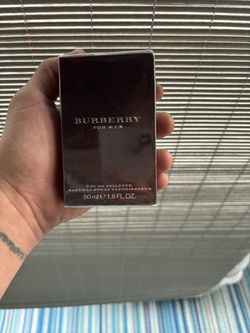 BURBERRY
FOR MEN
EAU DE TOILETTE
NATURAL SPRAY VAPORISATEUR
50 ml ℮ 1.6 FL.OZ.